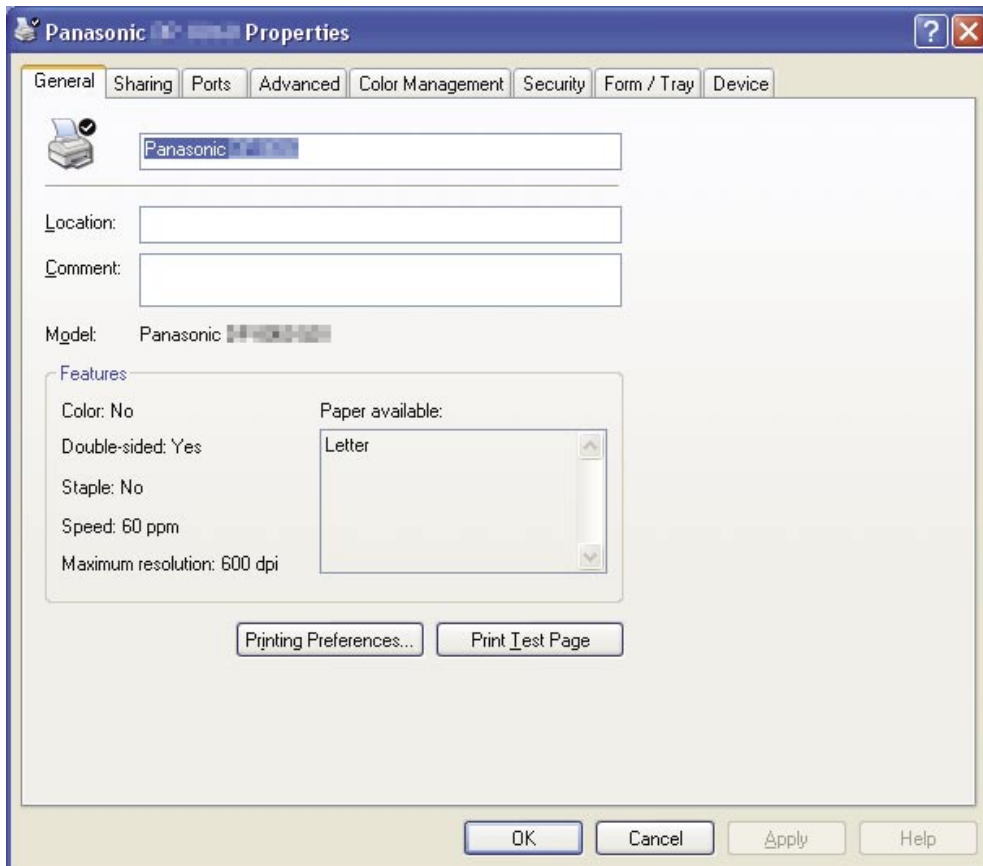 Panasonic Properties
General Sharing Ports Advanced Color Management Security Form / Tray Device
Panasonic
Location:
Comment:
Model: Panasonic
Features
Color: No
Double-sided: Yes
Staple: No
Speed: 60 ppm
Maximum resolution: 600 dpi
Paper available:
Letter
Printing Preferences... Print Test Page
OK Cancel Apply Help